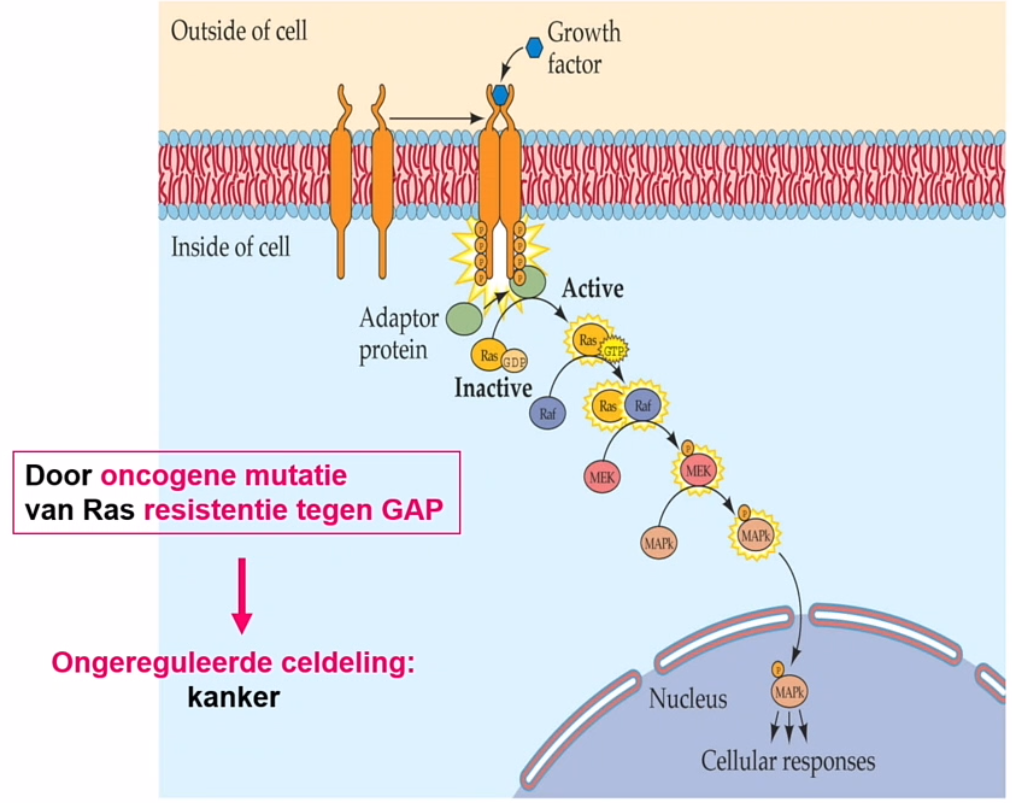 Outside of cell
Growth
factor
Inside of cell
P
P
P
P
P
P
P
P
Active
Adaptor
protein
Ras
GTP
Ras
GDP
Inactive
Raf
Ras
Raf
P
MEK
MEK
Door oncogene mutatie
van Ras resistentie tegen GAP
P
MAPk
MAPk
Ongereguleerde celdeling:
kanker
P
MAPk
Nucleus
Cellular responses